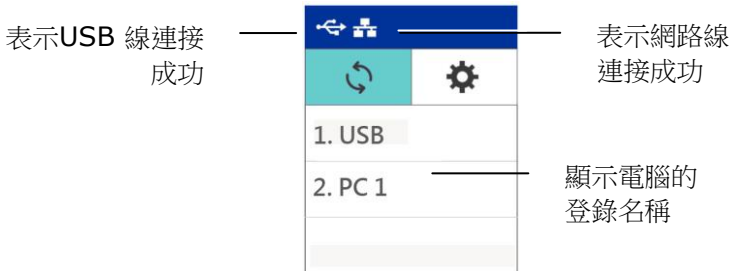 表示USB 線連接
成功
表示網路線
連接成功
1. USB
2. PC 1
顯示電腦的
登錄名稱